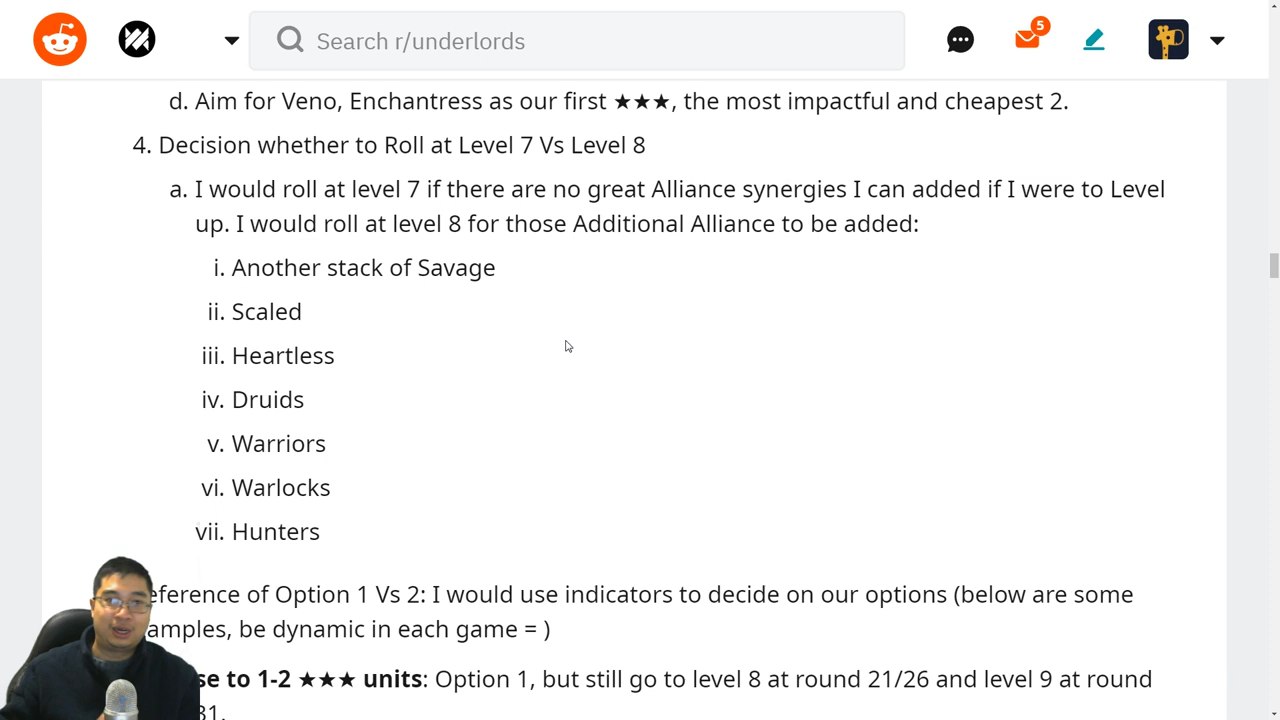 Search r/underlords
5
d. Aim for Veno, Enchantress as our first ★★★, the most impactful and cheapest 2.
4. Decision whether to Roll at Level 7 Vs Level 8
a. I would roll at level 7 if there are no great Alliance synergies I can added if I were to Level
up. I would roll at level 8 for those Additional Alliance to be added:
i. Another stack of Savage
ii. Scaled
iii. Heartless
iv. Druids
v. Warriors
vi. Warlocks
vii. Hunters
eference of Option 1 Vs 2: I would use indicators to decide on our options (below are some
amples, be dynamic in each game = )
se to 1-2 ★★★ units: Option 1, but still go to level 8 at round 21/26 and level 9 at round
31.